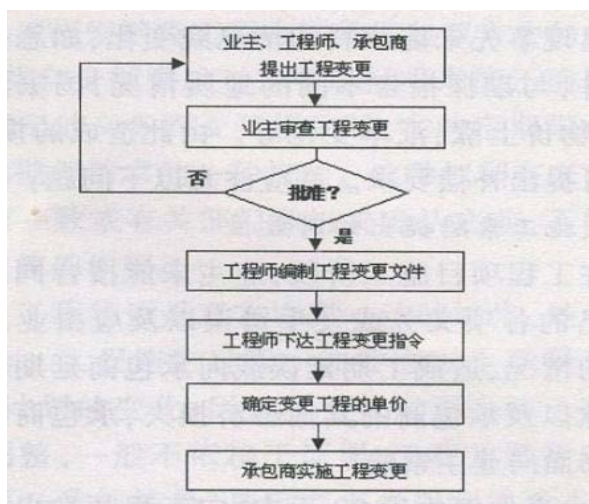 业主、工程师、承包商
提出工程变更
业主审查工程变更
否
批准?
是
工程师编制工程变更文件
工程师下达工程变更指令
确定变更工程的单价
承包商实施工程变更